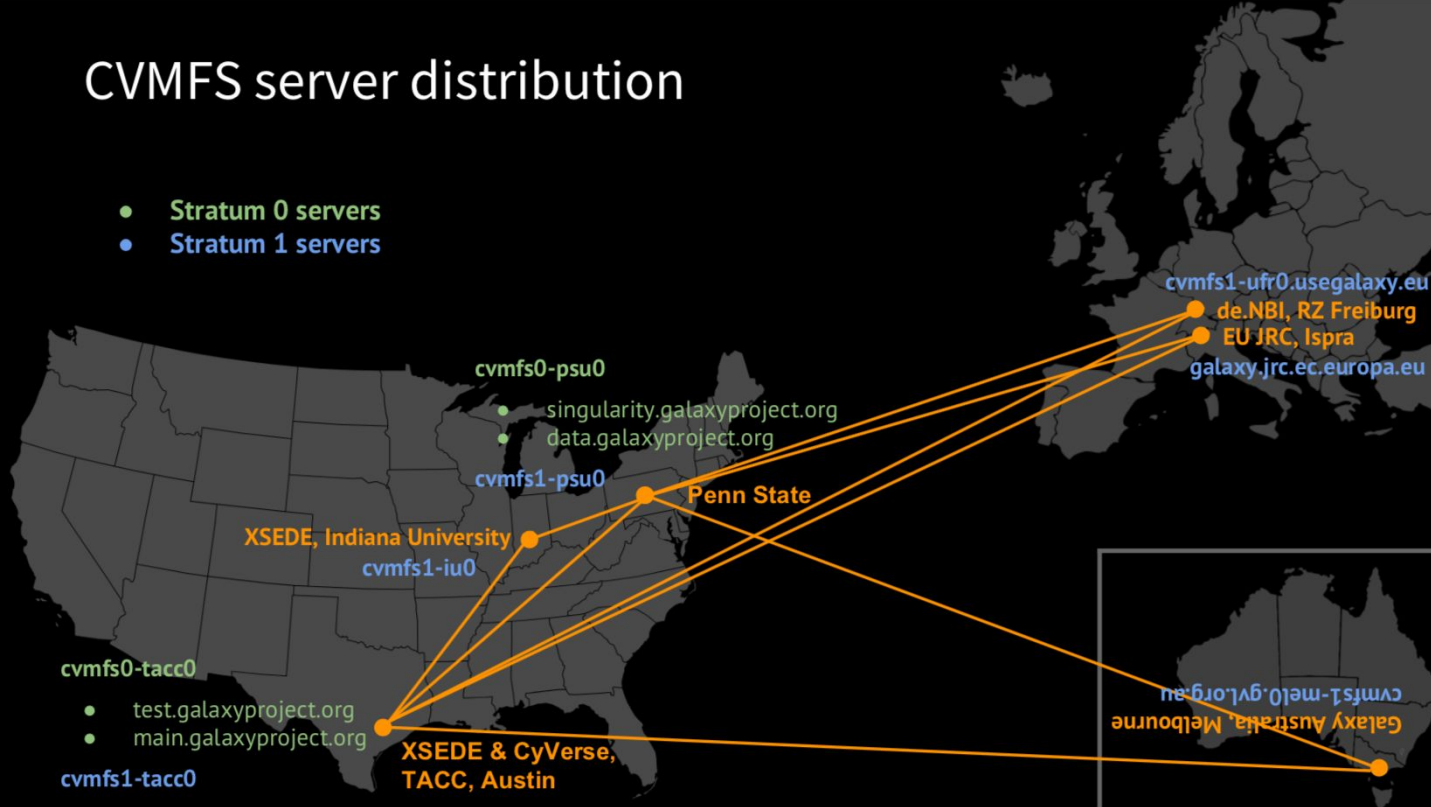 CVMFS server distribution
● Stratum 0 servers
● Stratum 1 servers
cvmfs1-ufr0.usegalaxy.eu
de.NBI, RZ Freiburg
EU JRC, Ispra
galaxy.jrc.ec.europa.eu
cvmfs0-psu0
● singularity.galaxyproject.org
● data.galaxyproject.org
cvmfs1-psu0
Penn State
XSEDE, Indiana University
cvmfs1-iu0
cvmfs0-tacc0
● test.galaxyproject.org
● main.galaxyproject.org
cvmfs1-tacc0
XSEDE & CyVerse,
TACC, Austin
Galaxy Australia, Melbourne
cvmfs1-mel0.gvl.org.au